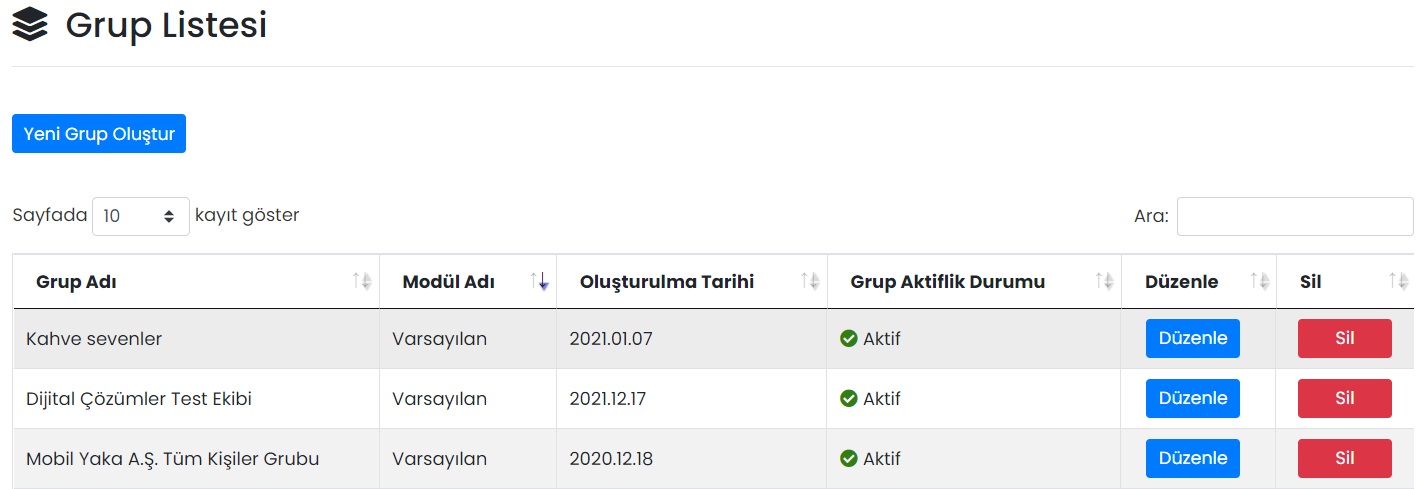 Grup Listesi
Yeni Grup Oluştur
Sayfada 10 kayıt göster Ara:
Grup Adı Modül Adı Oluşturulma Tarihi Grup Aktiflik Durumu Düzenle Sil
Kahve sevenler Varsayılan 2021.01.07 Aktif Düzenle Sil
Dijital Çözümler Test Ekibi Varsayılan 2021.12.17 Aktif Düzenle Sil
Mobil Yaka A.Ş. Tüm Kişiler Grubu Varsayılan 2020.12.18 Aktif Düzenle Sil